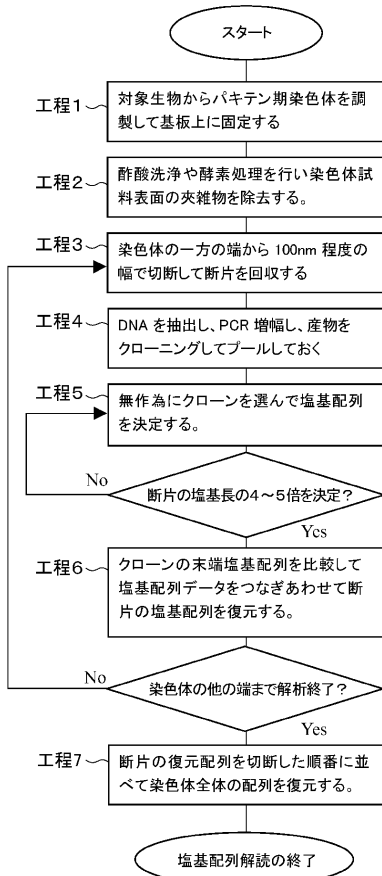 スタート
工程1
対象生物からパキテン期染色体を調
製して基板上に固定する
工程2
酢酸洗浄や酵素処理を行い染色体試
料表面の夾雑物を除去する。
工程3
染色体の一方の端から100nm 程度の
幅で切断して断片を回収する
工程4
DNA を抽出し、PCR 増幅し、産物を
クローニングしてプールしておく
工程5
無作為にクローンを選んで塩基配列
を決定する。
No
断片の塩基長の4～5倍を決定?
Yes
工程6
クローンの末端塩基配列を比較して
塩基配列データをつなぎあわせて断
片の塩基配列を復元する。
No
染色体の他の端まで解析終了?
Yes
工程7
断片の復元配列を切断した順番に並
べて染色体全体の配列を復元する。
塩基配列解読の終了